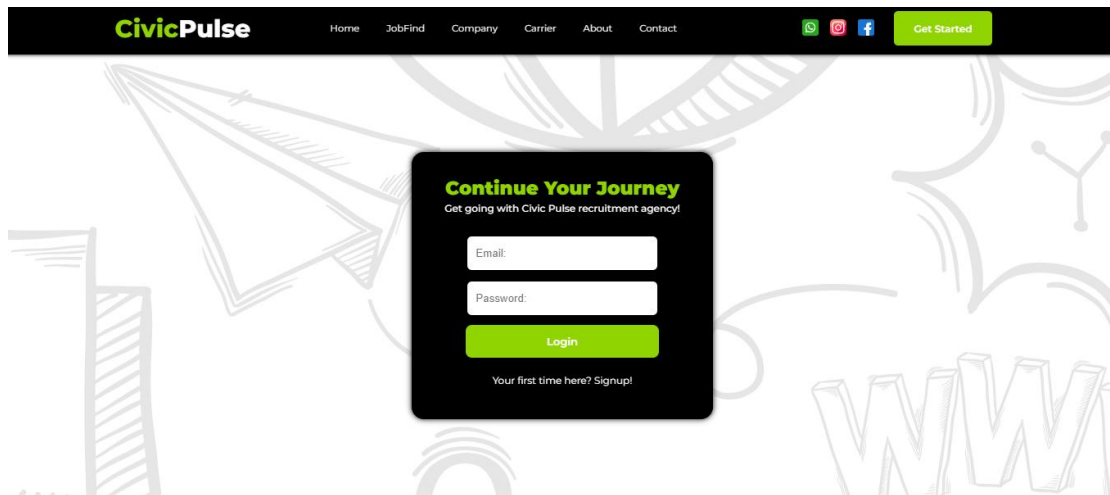 CivicPulse
Home JobFind Company Carrier About Contact
Get Started
Continue Your Journey
Get going with Civic Pulse recruitment agency!
Email:
Password:
Login
Your first time here? Signup!
WWW